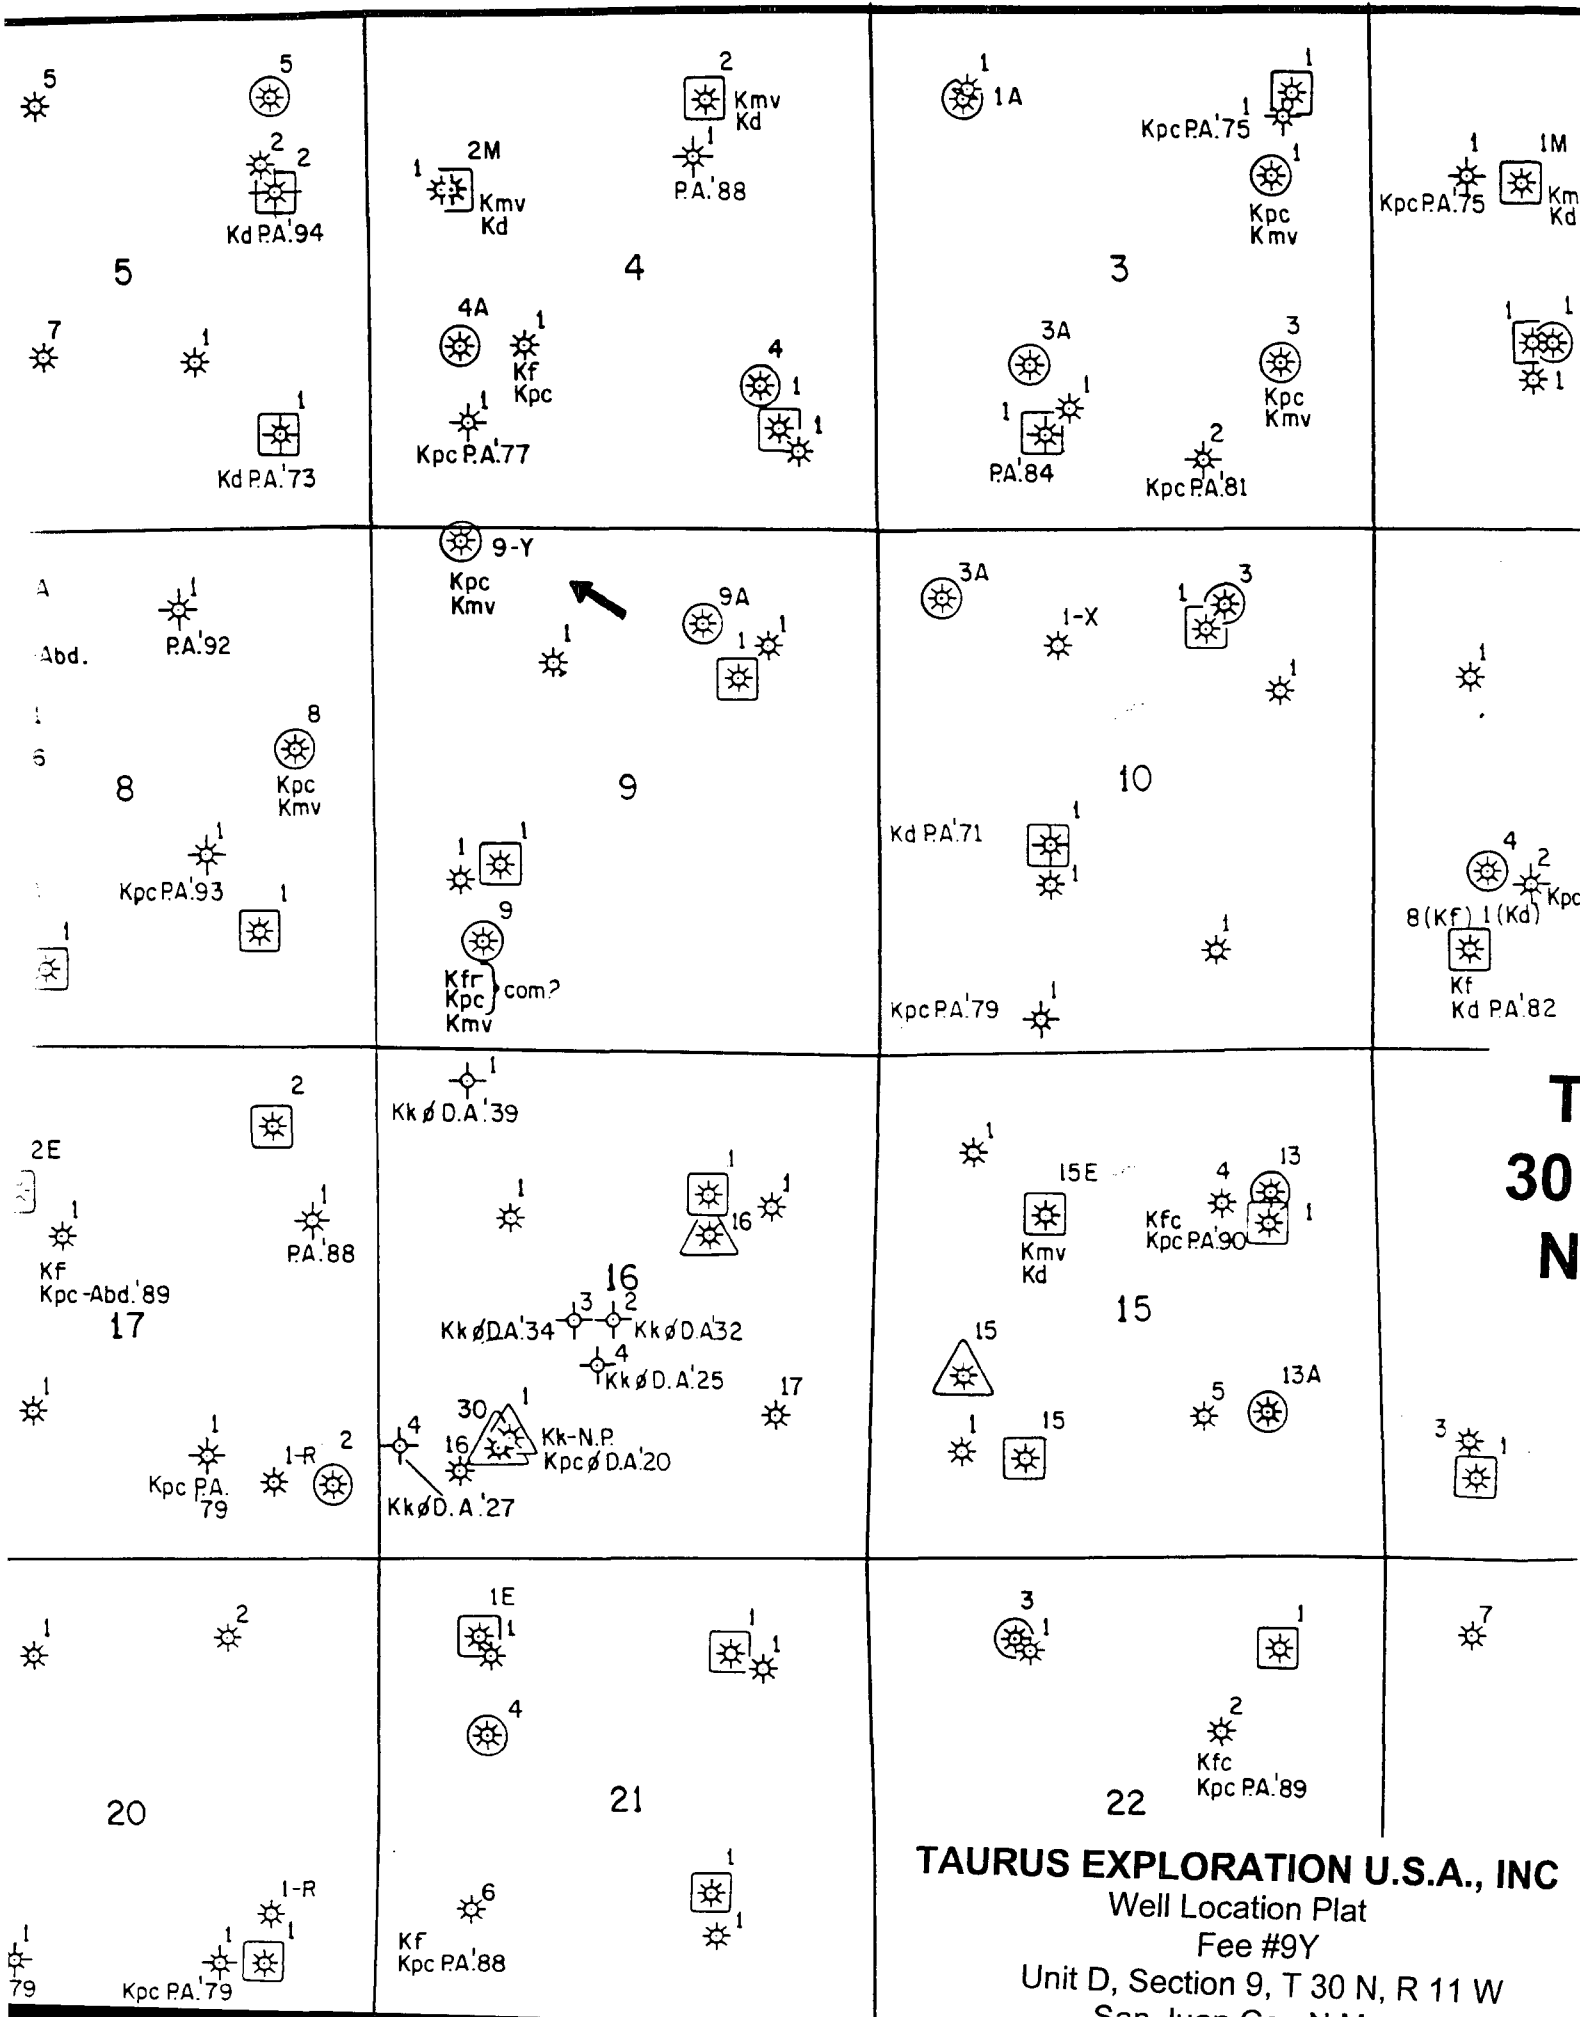 5
5
2
2
Kd P.A.'94
5
7
1
1
Kd P.A.'73
2
Kmv
Kd
1
P.A.'88
1
2M
Kmv
Kd
4
4A
1
Kf
Kpc
1
Kpc P.A.'77
4
1
1
1
1A
1
1
Kpc P.A.'75
1
Kpc
Kmv
3
3A
3
Kpc
Kmv
1
1
P.A.'84
2
Kpc P.A.'81
1
Kpc P.A.'75
1M
Kd
1
1
1
A
Abd.
1
6
1
P.A.'92
8
Kpc
Kmv
8
1
Kpc P.A.'93
1
1
9-Y
Kpc
Kmv
1
9A
1
1
9
1
1
9
Kfr
Kpc
Kmv
com?
3A
1-X
1
3
1
10
1
Kd P.A.'71
1
1
1
Kpc P.A.'79
1
4
2
Kpc
8(Kf) 1(Kd)
Kf
Kd P.A.'82
2
2E
1
Kf
Kpc-Abd.'89
1
P.A.'88
17
1
1
Kpc P.A.
'79
1-R
2
1
Kkø D.A.'39
1
1
1
16
16
3
Kkø D.A.'34
2
Kkø D.A.'32
4
Kkø D.A.'25
17
4
Kkø D.A.'27
30
1
16
Kk-N.P.
Kpc ø D.A.'20
1
15E
Kmv
Kd
4
13
1
Kfc
Kpc P.A.'90
15
15
1
15
5
13A
T
30
N
3
1
1
2
20
1-R
1
1
Kpc P.A.'79
1
79
1E
1
1
1
4
21
6
Kf
Kpc P.A.'88
1
1
3
1
1
2
Kfc
Kpc P.A.'89
22
7
TAURUS EXPLORATION U.S.A., INC
Well Location Plat
Fee #9Y
Unit D, Section 9, T 30 N, R 11 W